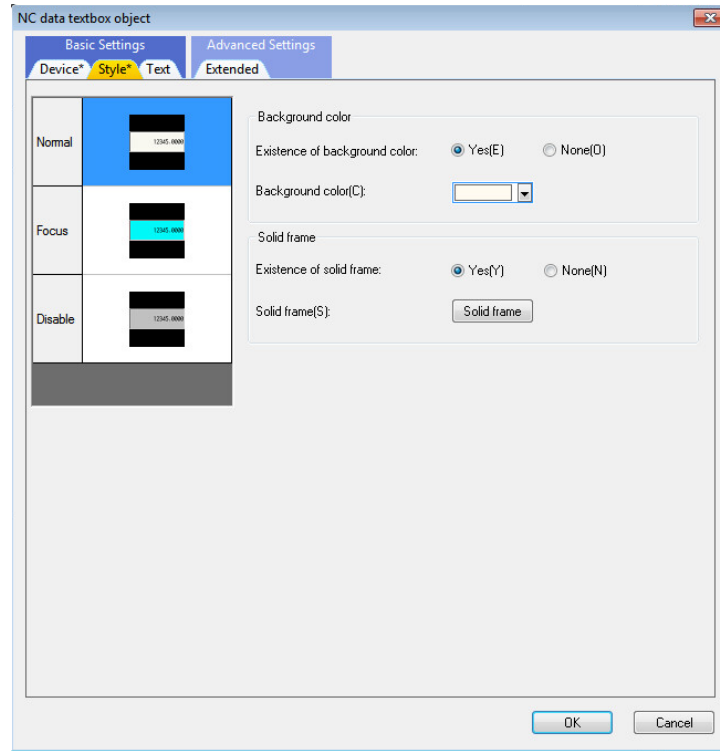 NC data textbox object
Basic Settings
Advanced Settings
Device* Style* Text Extended
Normal
12345.0000
Focus
12345.0000
Disable
12345.0000
Background color
Existence of background color: Yes(E) None(O)
Background color(C):
Solid frame
Existence of solid frame: Yes(Y) None(N)
Solid frame(S): Solid frame
OK Cancel